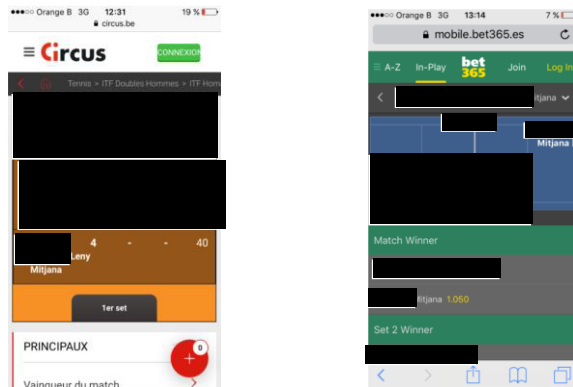 Orange B 3G 12:31 19 %
circus.be
Circus
CONNEXION
Tennis > ITF Doubles Hommes > ITF Hom
4 - - 40
Leny
Mitjana
1er set
PRINCIPAUX
0
+
Vainqueur du match
Orange B 3G 13:14 7 %
mobile.bet365.es
A-Z In-Play bet365 Join Log In
itjana
Mitjana
Match Winner
Mitjana 1.050
Set 2 Winner